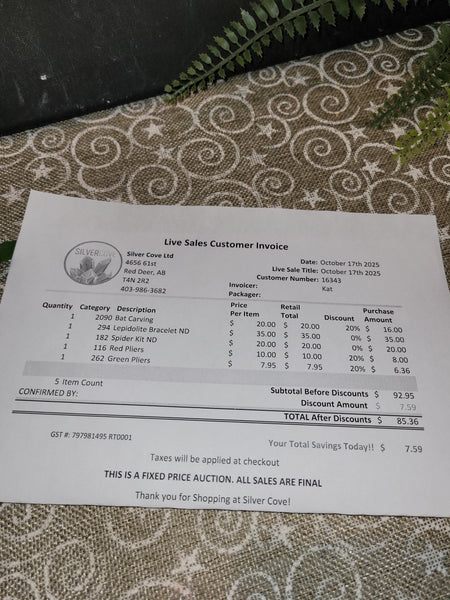 Live Sales Customer Invoice
SILVERCOVE
Silver Cove Ltd
4656 61st
Red Deer, AB
T4N 2R2
403-986-3682
Date: October 17th 2025
Live Sale Title: October 17th 2025
Customer Number: 16343
Invoicer: Kat
Packager:
Quantity Category Description Price Per Item Retail Total Discount Purchase Amount
1 2090 Bat Carving $ 20.00 $ 20.00 20% $ 16.00
1 294 Lepidolite Bracelet ND $ 35.00 $ 35.00 0% $ 35.00
1 182 Spider Kit ND $ 20.00 $ 20.00 0% $ 20.00
1 116 Red Pliers $ 10.00 $ 10.00 20% $ 8.00
1 262 Green Pliers $ 7.95 $ 7.95 20% $ 6.36
5 Item Count
Subtotal Before Discounts $ 92.95
CONFIRMED BY:
Discount Amount $ 7.59
TOTAL After Discounts $ 85.36
GST #: 797981495 RT0001
Your Total Savings Today!! $ 7.59
Taxes will be applied at checkout
THIS IS A FIXED PRICE AUCTION. ALL SALES ARE FINAL
Thank you for Shopping at Silver Cove!